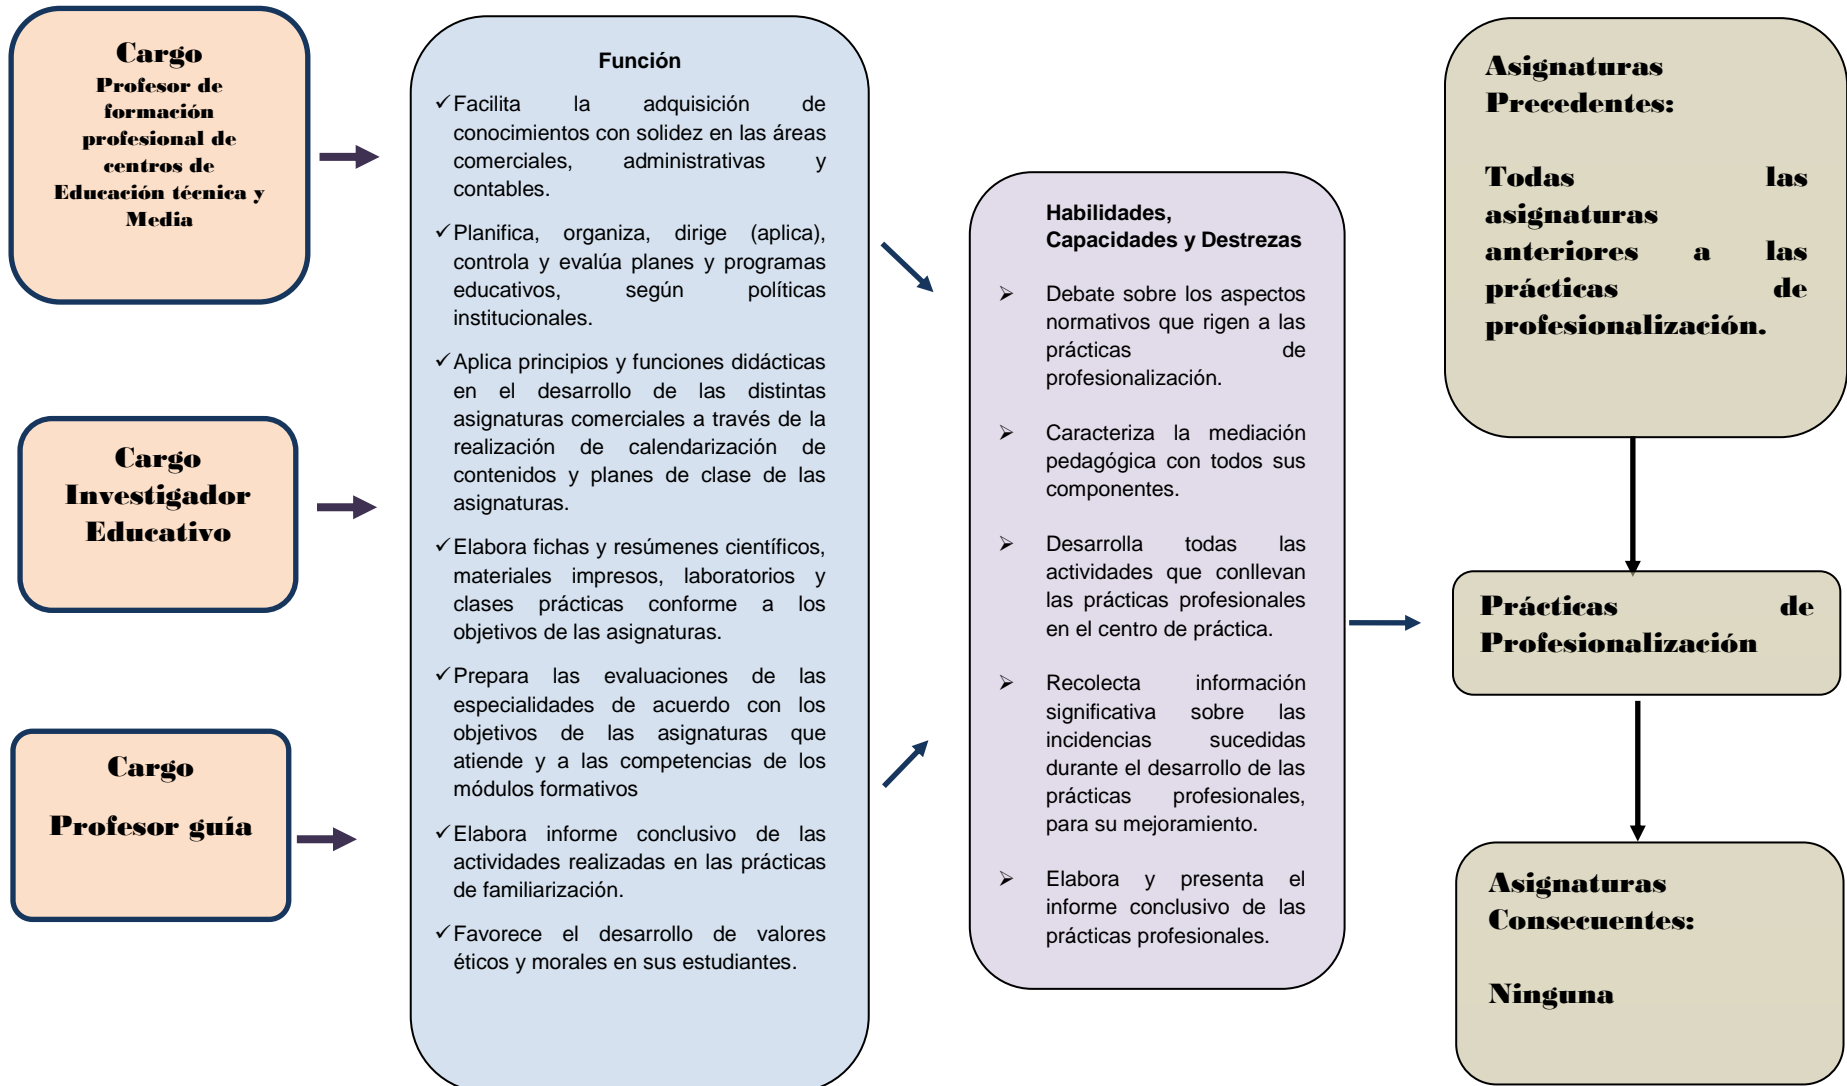 Cargo
Profesor de
formación
profesional de
centros de
Educación técnica y
Media
Cargo
Investigador
Educativo
Cargo
Profesor guía
Función
✓Facilita la adquisición de
conocimientos con solidez en las áreas
comerciales, administrativas y
contables.
✓Planifica, organiza, dirige (aplica),
controla y evalúa planes y programas
educativos, según políticas
institucionales.
✓Aplica principios y funciones didácticas
en el desarrollo de las distintas
asignaturas comerciales a través de la
realización de calendarización de
contenidos y planes de clase de las
asignaturas.
✓Elabora fichas y resúmenes científicos,
materiales impresos, laboratorios y
clases prácticas conforme a los
objetivos de las asignaturas.
✓Prepara las evaluaciones de las
especialidades de acuerdo con los
objetivos de las asignaturas que
atiende y a las competencias de los
módulos formativos
✓Elabora informe conclusivo de las
actividades realizadas en las prácticas
de familiarización.
✓Favorece el desarrollo de valores
éticos y morales en sus estudiantes.
Habilidades,
Capacidades y Destrezas
➢ Debate sobre los aspectos
normativos que rigen a las
prácticas de
profesionalización.
➢ Caracteriza la mediación
pedagógica con todos sus
componentes.
➢ Desarrolla todas las
actividades que conllevan
las prácticas profesionales
en el centro de práctica.
➢ Recolecta información
significativa sobre las
incidencias sucedidas
durante el desarrollo de las
prácticas profesionales,
para su mejoramiento.
➢ Elabora y presenta el
informe conclusivo de las
prácticas profesionales.
Asignaturas
Precedentes:
Todas las
asignaturas
anteriores a las
prácticas de
profesionalización.
Prácticas de
Profesionalización
Asignaturas
Consecuentes:
Ninguna